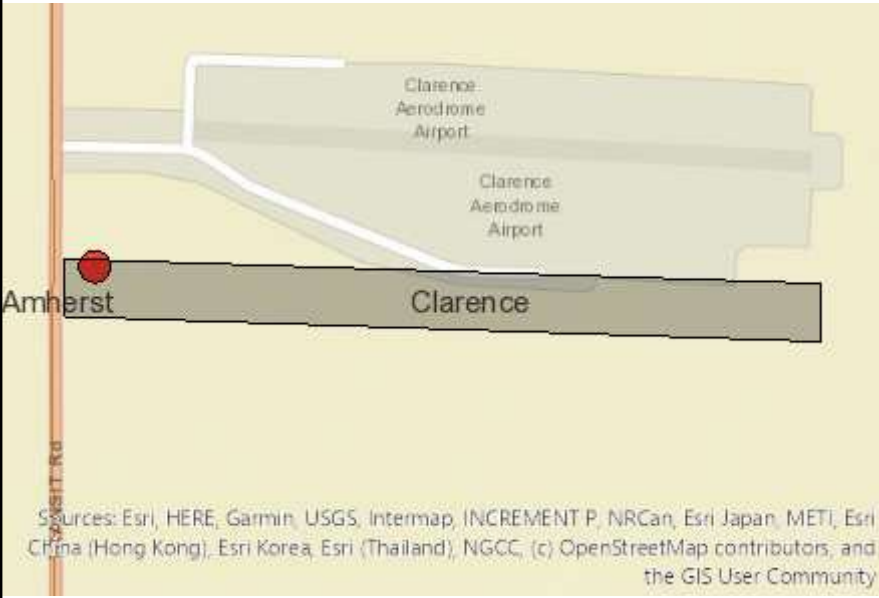 Clarence
Aerodrome
Airport
Clarence
Aerodrome
Airport
Amherst
Clarence
Rd
Sources: Esri, HERE, Garmin, USGS, Intermap, INCREMENT P, NRCan, Esri Japan, METI, Esri
China (Hong Kong), Esri Korea, Esri (Thailand), NGCC, (c) OpenStreetMap contributors, and
the GIS User Community